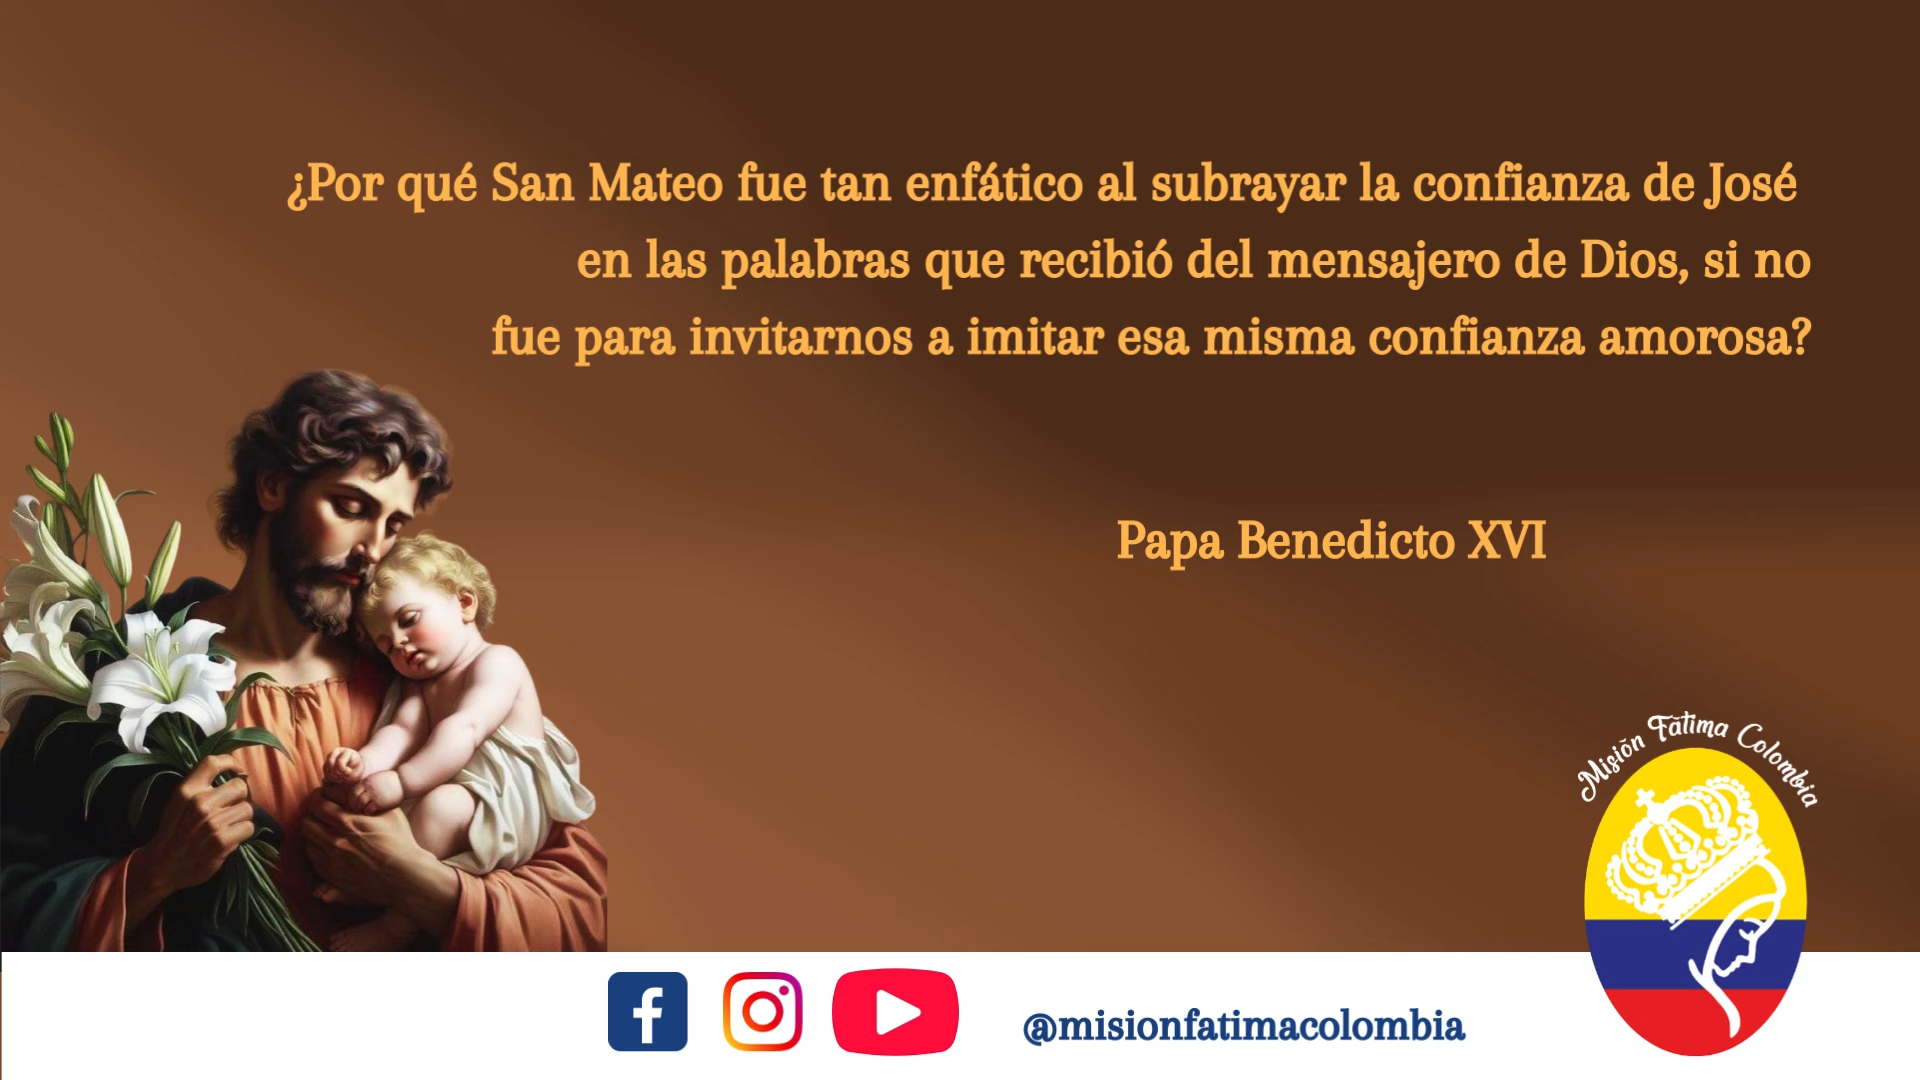 ¿Por qué San Mateo fue tan enfático al subrayar la confianza de José
en las palabras que recibió del mensajero de Dios, si no
fue para invitarnos a imitar esa misma confianza amorosa?
Papa Benedicto XVI
Misión Fátima Colombia
@misionfatimacolombia